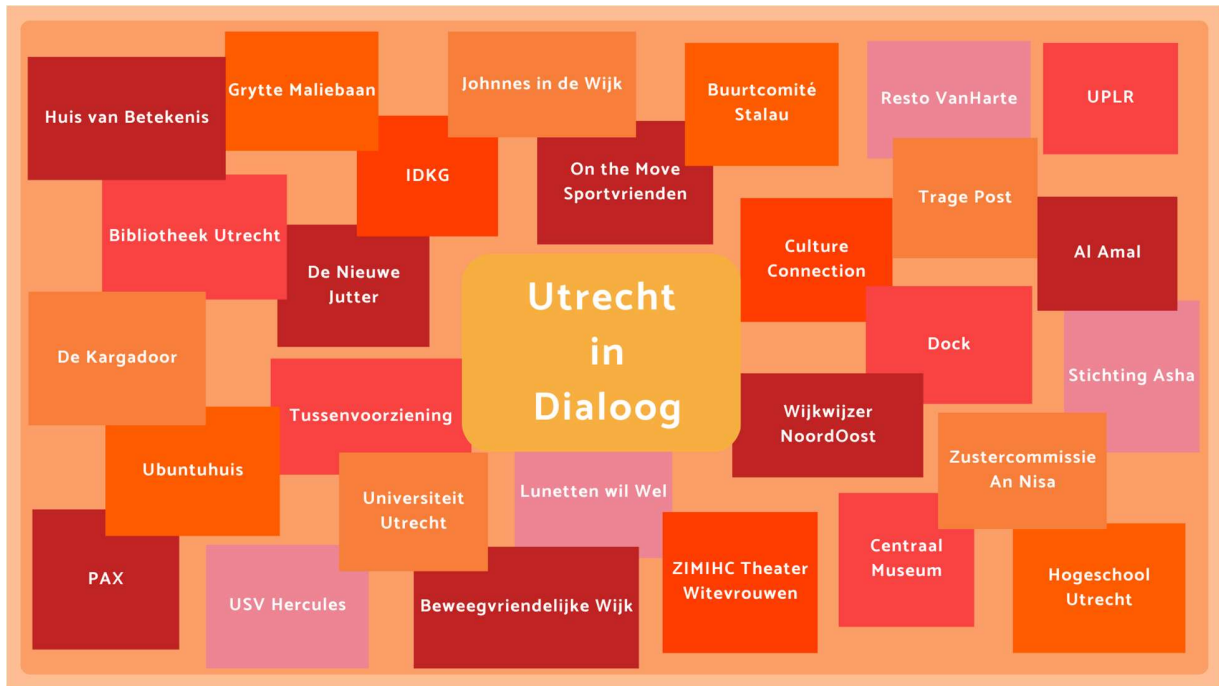 Huis van Betekenis
Grytte Maliebaan
Johnnes in de Wijk
Buurtcomité
Stalau
Resto VanHarte
UPLR
IDKG
On the Move
Sportvrienden
Trage Post
Bibliotheek Utrecht
De Nieuwe
Jutter
Culture
Connection
Al Amal
Utrecht
in
Dialoog
De Kargadoor
Dock
Stichting Asha
Tussenvoorziening
Wijkwijzer
NoordOost
Ubuntuhuis
Universiteit
Utrecht
Lunetten wil Wel
Zustercommissie
An Nisa
PAX
USV Hercules
Beweegvriendelijke Wijk
ZIMIHC Theater
Witevrouwen
Centraal
Museum
Hogeschool
Utrecht